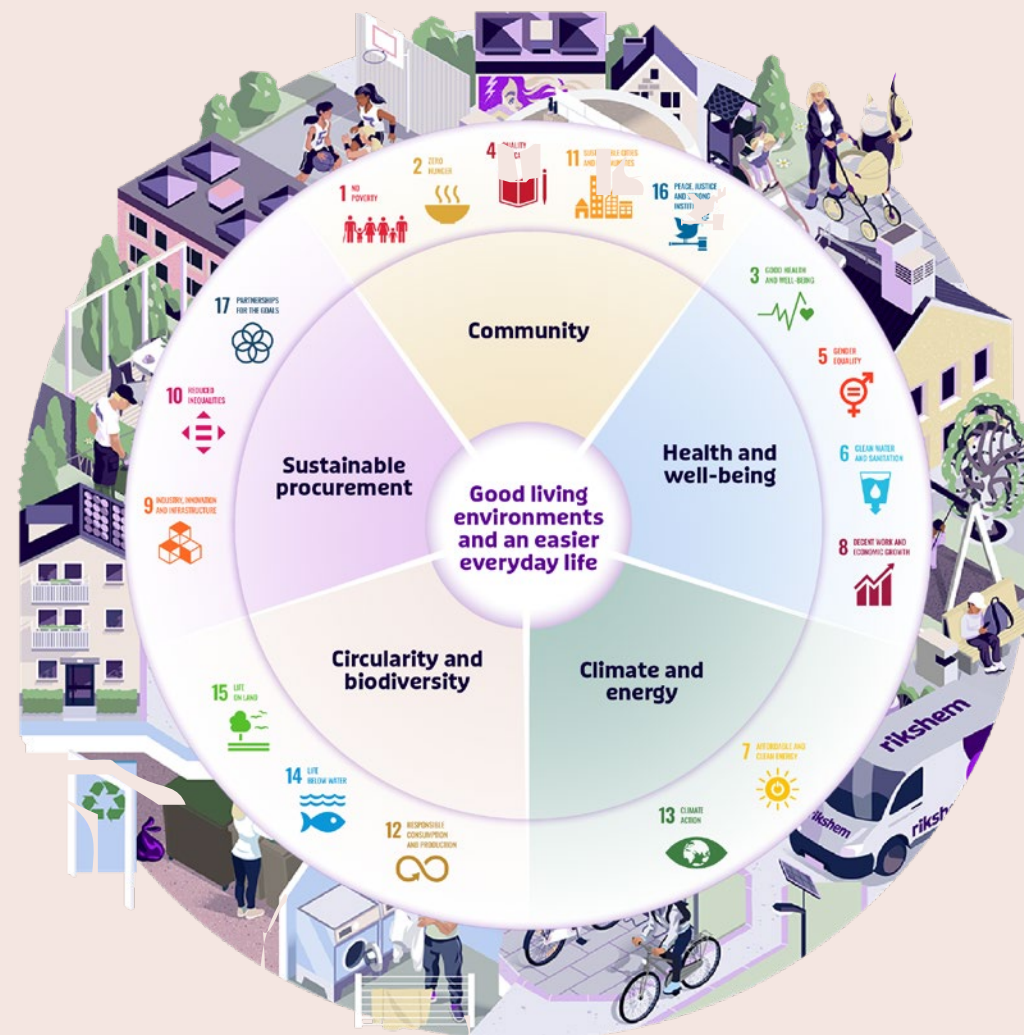 1 NO
POVERTY
2 ZERO
HUNGER
4
11
16 PEACE, JUSTICE
3 GOOD HEALTH
AND WELL-BEING
5 GENDER
EQUALITY
6 CLEAN WATER
AND SANITATION
8 DECENT WORK AND
ECONOMIC GROWTH
7 AFFORDABLE AND
CLEAN ENERGY
13 CLIMATE
ACTION
12 RESPONSIBLE
CONSUMPTION
AND PRODUCTION
14 LIFE
BELOW WATER
15 LIFE
ON LAND
9 INDUSTRY, INNOVATION
AND INFRASTRUCTURE
10 REDUCED
INEQUALITIES
17 PARTNERSHIPS
FOR THE GOALS
Community
Health and
well-being
Climate and
energy
Circularity and
biodiversity
Sustainable
procurement
Good living
environments
and an easier
everyday life
rikshem